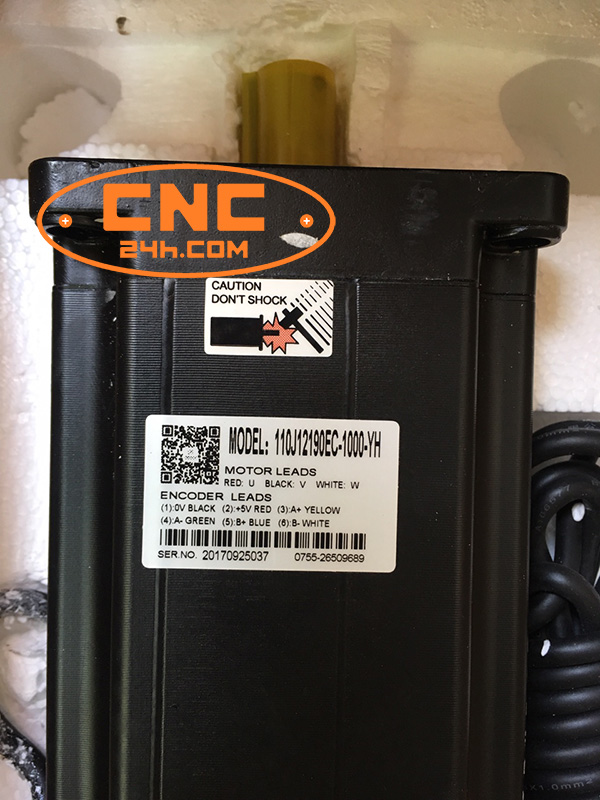 CNC
24h.COM
CAUTION
DON'T SHOCK
MODEL: 110J12190EC-1000-YH
MOTOR LEADS
RED: U BLACK: V WHITE: W
ENCODER LEADS
(1):0V BLACK (2):+5V RED (3):A+ YELLOW
(4):A- GREEN (5):B+ BLUE (6):B- WHITE
SER.NO. 20170925037 0755-26509689